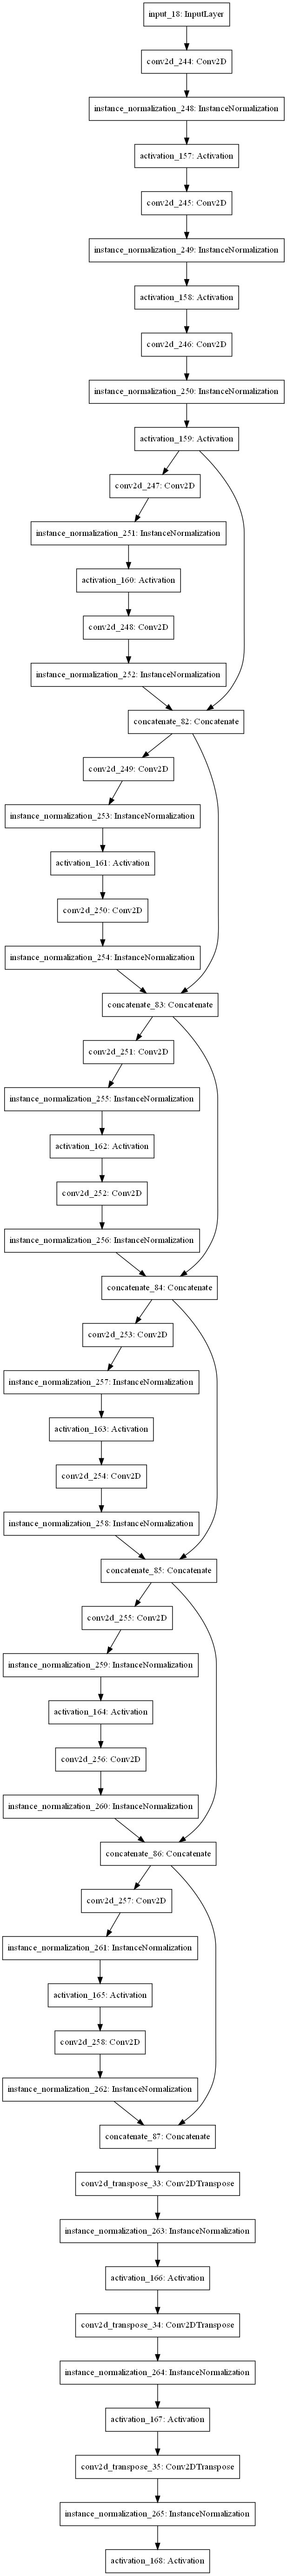 input_18: InputLayer
conv2d_244: Conv2D
instance_normalization_248: InstanceNormalization
activation_157: Activation
conv2d_245: Conv2D
instance_normalization_249: InstanceNormalization
activation_158: Activation
conv2d_246: Conv2D
instance_normalization_250: InstanceNormalization
activation_159: Activation
conv2d_247: Conv2D
instance_normalization_251: InstanceNormalization
activation_160: Activation
conv2d_248: Conv2D
instance_normalization_252: InstanceNormalization
concatenate_82: Concatenate
conv2d_249: Conv2D
instance_normalization_253: InstanceNormalization
activation_161: Activation
conv2d_250: Conv2D
instance_normalization_254: InstanceNormalization
concatenate_83: Concatenate
conv2d_251: Conv2D
instance_normalization_255: InstanceNormalization
activation_162: Activation
conv2d_252: Conv2D
instance_normalization_256: InstanceNormalization
concatenate_84: Concatenate
conv2d_253: Conv2D
instance_normalization_257: InstanceNormalization
activation_163: Activation
conv2d_254: Conv2D
instance_normalization_258: InstanceNormalization
concatenate_85: Concatenate
conv2d_255: Conv2D
instance_normalization_259: InstanceNormalization
activation_164: Activation
conv2d_256: Conv2D
instance_normalization_260: InstanceNormalization
concatenate_86: Concatenate
conv2d_257: Conv2D
instance_normalization_261: InstanceNormalization
activation_165: Activation
conv2d_258: Conv2D
instance_normalization_262: InstanceNormalization
concatenate_87: Concatenate
conv2d_transpose_33: Conv2DTranspose
instance_normalization_263: InstanceNormalization
activation_166: Activation
conv2d_transpose_34: Conv2DTranspose
instance_normalization_264: InstanceNormalization
activation_167: Activation
conv2d_transpose_35: Conv2DTranspose
instance_normalization_265: InstanceNormalization
activation_168: Activation